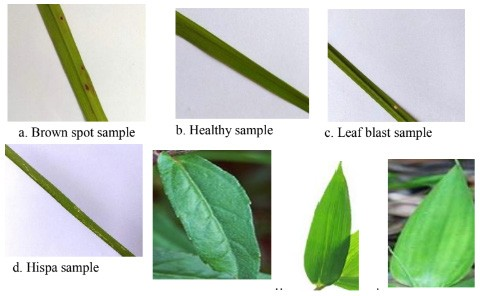 a. Brown spot sample
b. Healthy sample
c. Leaf blast sample
d. Hispa sample